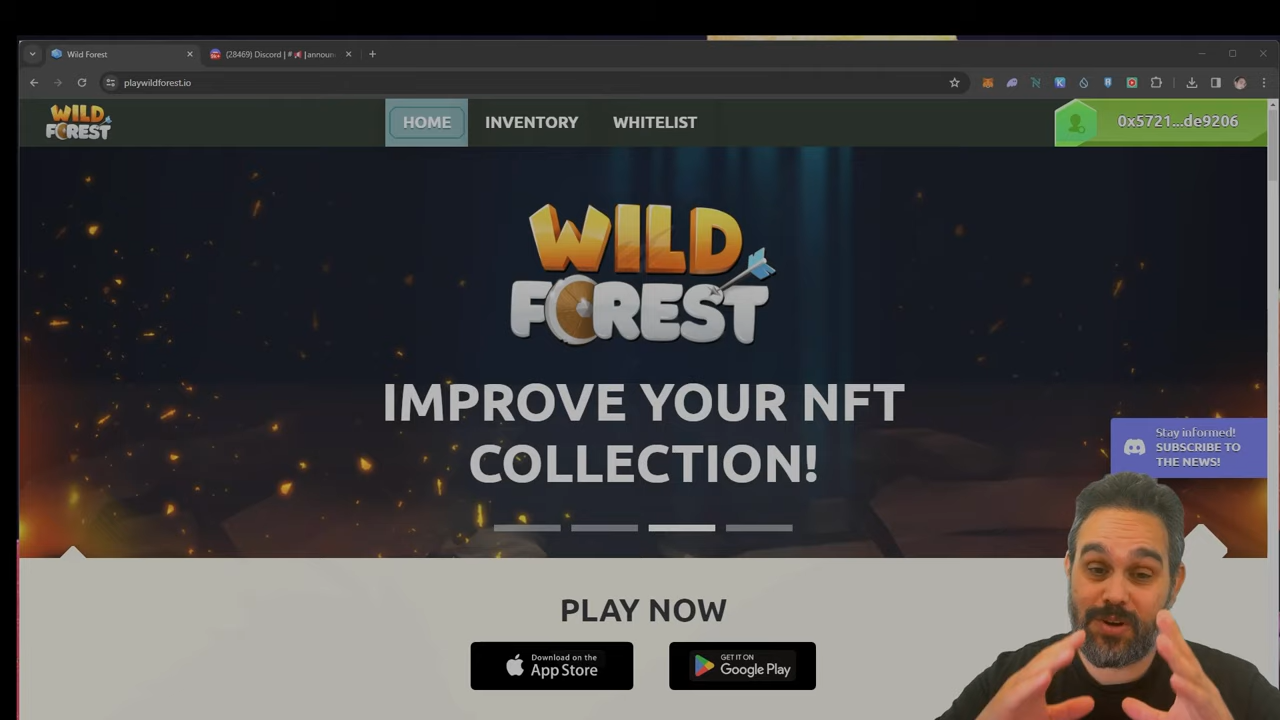 Wild Forest
(28469) Discord | # 📢 |announ
playwildforest.io
WILD
FOREST
HOME
INVENTORY
WHITELIST
0x5721...de9206
WILD
FOREST
IMPROVE YOUR NFT
COLLECTION!
Stay informed!
SUBSCRIBE TO
THE NEWS!
PLAY NOW
Download on the
App Store
GET IT ON
Google Play